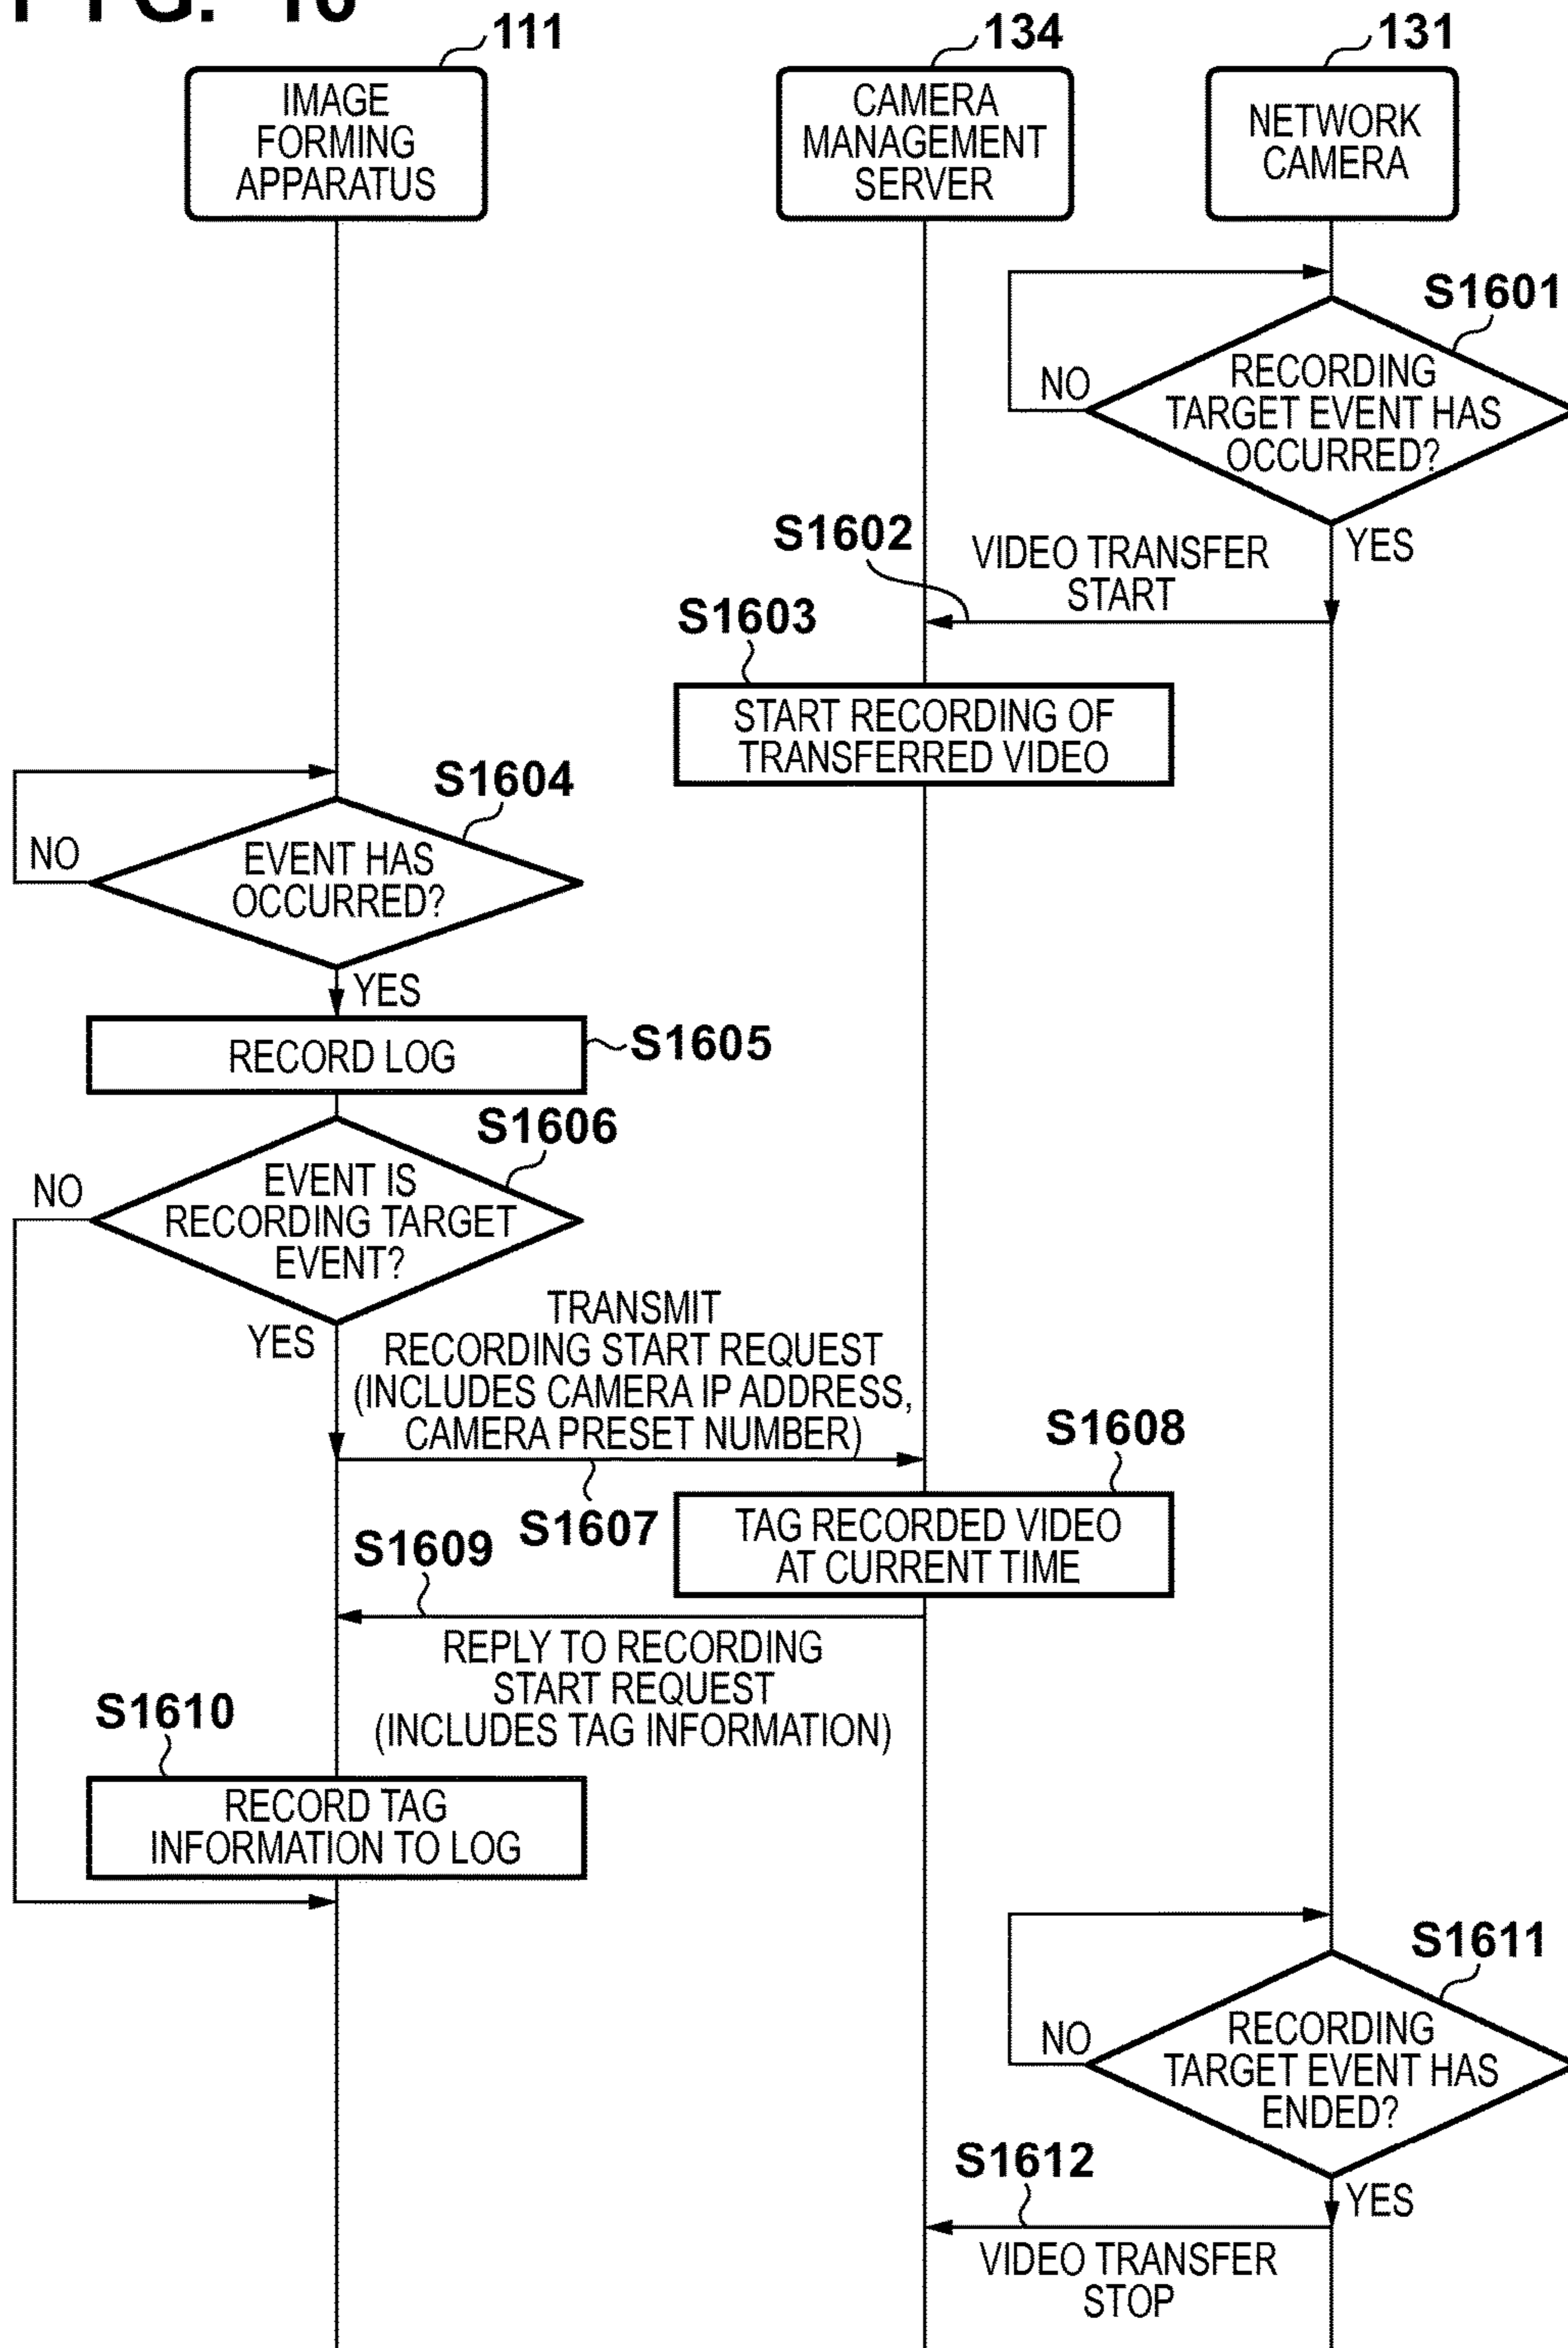 FIG. 16
111
134
131
IMAGE
FORMING
APPARATUS
CAMERA
MANAGEMENT
SERVER
NETWORK
CAMERA
S1601
NO
RECORDING
TARGET EVENT HAS
OCCURRED?
YES
S1602
VIDEO TRANSFER
START
S1603
START RECORDING OF
TRANSFERRED VIDEO
S1604
NO
EVENT HAS
OCCURRED?
YES
RECORD LOG
S1605
S1606
NO
EVENT IS
RECORDING TARGET
EVENT?
YES
TRANSMIT
RECORDING START REQUEST
(INCLUDES CAMERA IP ADDRESS,
CAMERA PRESET NUMBER)
S1607
S1608
TAG RECORDED VIDEO
AT CURRENT TIME
S1609
REPLY TO RECORDING
START REQUEST
(INCLUDES TAG INFORMATION)
S1610
RECORD TAG
INFORMATION TO LOG
S1611
NO
RECORDING
TARGET EVENT HAS
ENDED?
YES
S1612
VIDEO TRANSFER
STOP